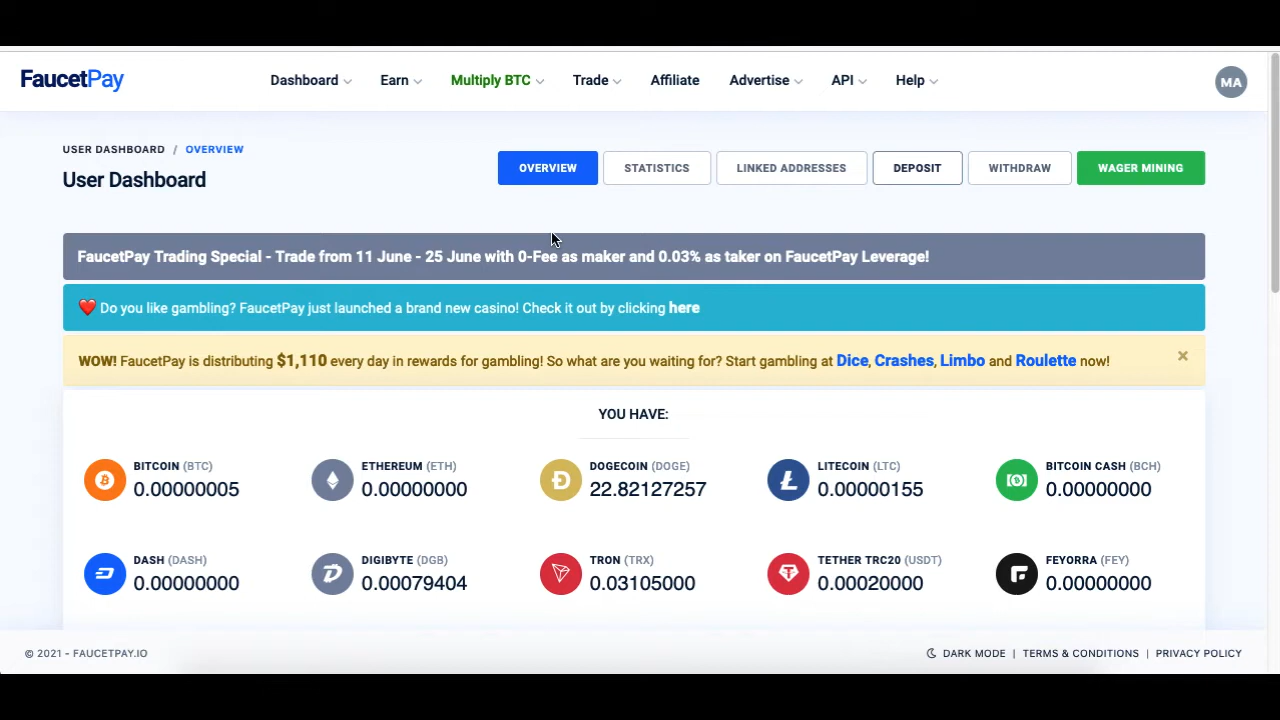 FaucetPay
Dashboard Earn Multiply BTC Trade Affiliate Advertise API Help
MA
USER DASHBOARD / OVERVIEW
User Dashboard
OVERVIEW STATISTICS LINKED ADDRESSES DEPOSIT WITHDRAW WAGER MINING
FaucetPay Trading Special - Trade from 11 June - 25 June with 0-Fee as maker and 0.03% as taker on FaucetPay Leverage!
❤️ Do you like gambling? FaucetPay just launched a brand new casino! Check it out by clicking here
WOW! FaucetPay is distributing $1,110 every day in rewards for gambling! So what are you waiting for? Start gambling at Dice, Crashes, Limbo and Roulette now! ×
YOU HAVE:
BITCOIN (BTC) ETHEREUM (ETH) DOGECOIN (DOGE) LITECOIN (LTC) BITCOIN CASH (BCH)
0.00000005 0.00000000 22.82127257 0.00000155 0.00000000
DASH (DASH) DIGIBYTE (DGB) TRON (TRX) TETHER TRC20 (USDT) FEYORRA (FEY)
0.00000000 0.00079404 0.03105000 0.00020000 0.00000000
© 2021 - FAUCETPAY.IO
DARK MODE | TERMS & CONDITIONS | PRIVACY POLICY